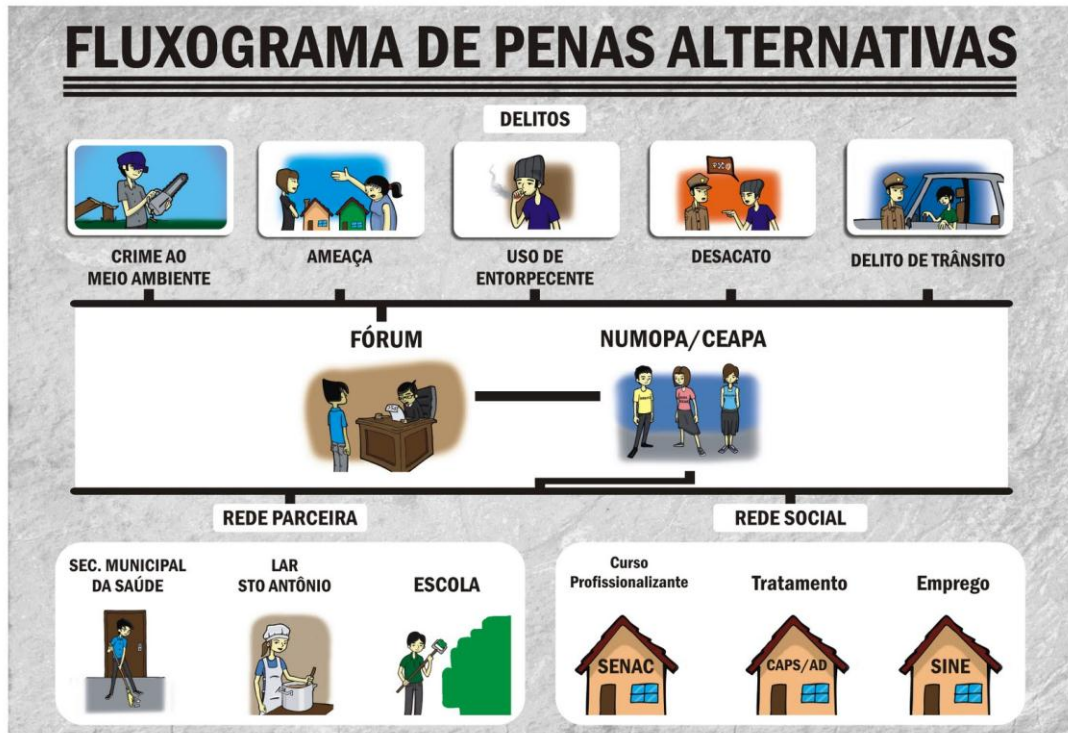 FLUXOGRAMA DE PENAS ALTERNATIVAS
DELITOS
CRIME AO
MEIO AMBIENTE
AMEAÇA
USO DE
ENTORPECENTE
DESACATO
DELITO DE TRÂNSITO
FÓRUM
NUMOPA/CEAPA
REDE PARCEIRA
REDE SOCIAL
SEC. MUNICIPAL
DA SAÚDE
LAR
STO ANTÔNIO
ESCOLA
Curso
Profissionalizante
Tratamento
Emprego
SENAC
CAPS/AD
SINE